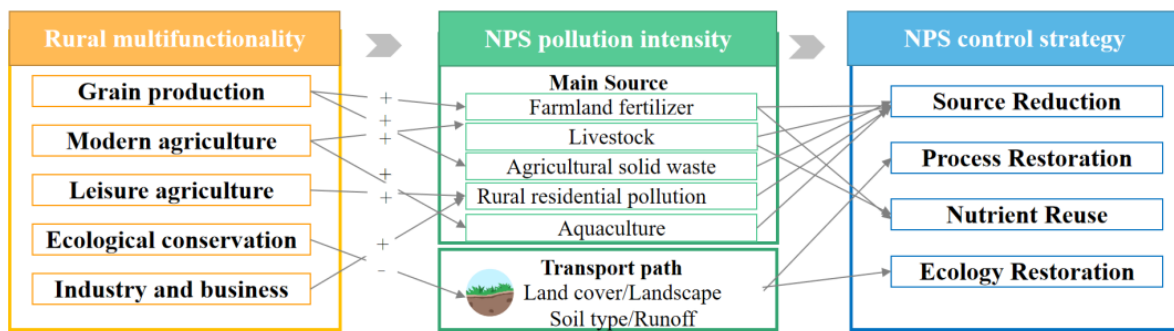 Rural multifunctionality
Grain production
Modern agriculture
Leisure agriculture
Ecological conservation
Industry and business
+
+
+
+
+
+
-
NPS pollution intensity
Main Source
Farmland fertilizer
Livestock
Agricultural solid waste
Rural residential pollution
Aquaculture
Transport path
Land cover/Landscape
Soil type/Runoff
NPS control strategy
Source Reduction
Process Restoration
Nutrient Reuse
Ecology Restoration